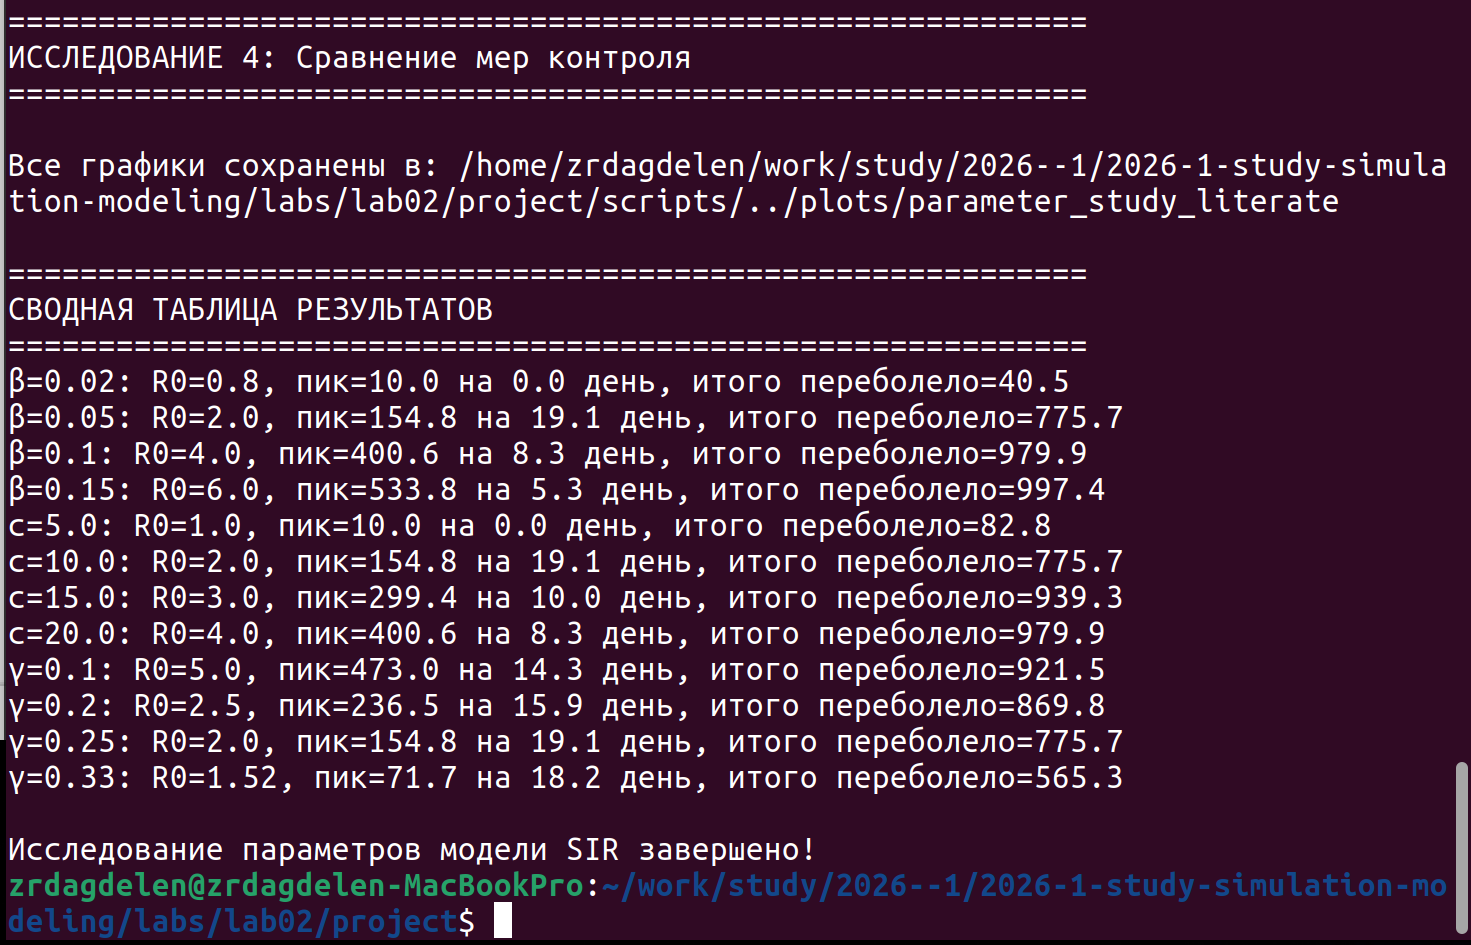 ============================================================
ИССЛЕДОВАНИЕ 4: Сравнение мер контроля
============================================================
Все графики сохранены в: /home/zrdagdelen/work/study/2026--1/2026-1-study-simula
tion-modeling/labs/lab02/project/scripts/../plots/parameter_study_literate
============================================================
СВОДНАЯ ТАБЛИЦА РЕЗУЛЬТАТОВ
============================================================
β=0.02: R0=0.8, пик=10.0 на 0.0 день, итого переболело=40.5
β=0.05: R0=2.0, пик=154.8 на 19.1 день, итого переболело=775.7
β=0.1: R0=4.0, пик=400.6 на 8.3 день, итого переболело=979.9
β=0.15: R0=6.0, пик=533.8 на 5.3 день, итого переболело=997.4
c=5.0: R0=1.0, пик=10.0 на 0.0 день, итого переболело=82.8
c=10.0: R0=2.0, пик=154.8 на 19.1 день, итого переболело=775.7
c=15.0: R0=3.0, пик=299.4 на 10.0 день, итого переболело=939.3
c=20.0: R0=4.0, пик=400.6 на 8.3 день, итого переболело=979.9
γ=0.1: R0=5.0, пик=473.0 на 14.3 день, итого переболело=921.5
γ=0.2: R0=2.5, пик=236.5 на 15.9 день, итого переболело=869.8
γ=0.25: R0=2.0, пик=154.8 на 19.1 день, итого переболело=775.7
γ=0.33: R0=1.52, пик=71.7 на 18.2 день, итого переболело=565.3
Исследование параметров модели SIR завершено!
zrdagdelen@zrdagdelen-MacBookPro:~/work/study/2026--1/2026-1-study-simulation-mo
deling/labs/lab02/project$